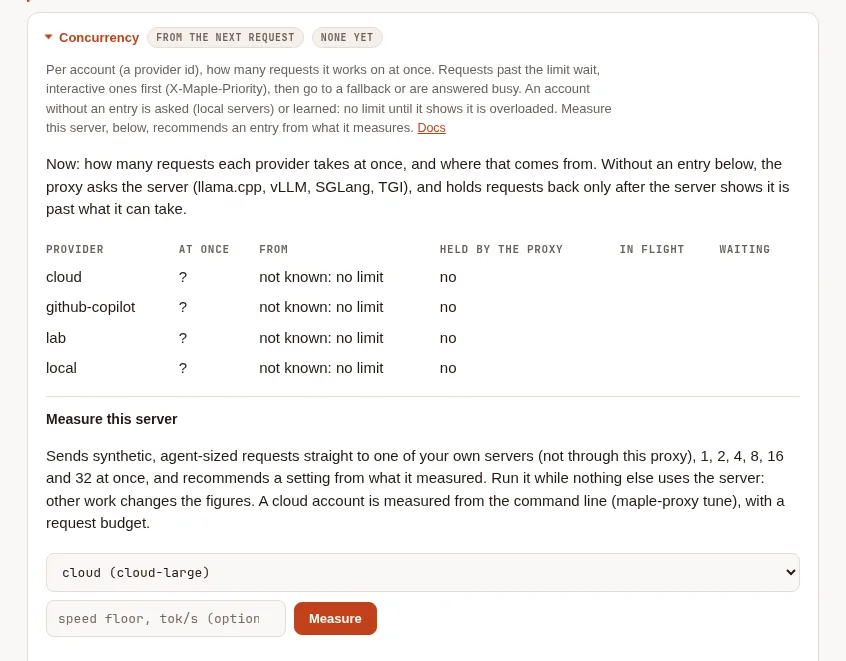 Concurrency FROM THE NEXT REQUEST NONE YET
Per account (a provider id), how many requests it works on at once. Requests past the limit wait,
interactive ones first (X-Maple-Priority), then go to a fallback or are answered busy. An account
without an entry is asked (local servers) or learned: no limit until it shows it is overloaded. Measure
this server, below, recommends an entry from what it measures. Docs
Now: how many requests each provider takes at once, and where that comes from. Without an entry below, the
proxy asks the server (llama.cpp, vLLM, SGLang, TGI), and holds requests back only after the server shows it is
past what it can take.
PROVIDER AT ONCE FROM HELD BY THE PROXY IN FLIGHT WAITING
cloud ? not known: no limit no
github-copilot ? not known: no limit no
lab ? not known: no limit no
local ? not known: no limit no
Measure this server
Sends synthetic, agent-sized requests straight to one of your own servers (not through this proxy), 1, 2, 4, 8, 16
and 32 at once, and recommends a setting from what it measured. Run it while nothing else uses the server:
other work changes the figures. A cloud account is measured from the command line (maple-proxy tune), with a
request budget.
cloud (cloud-large)
speed floor, tok/s (option Measure